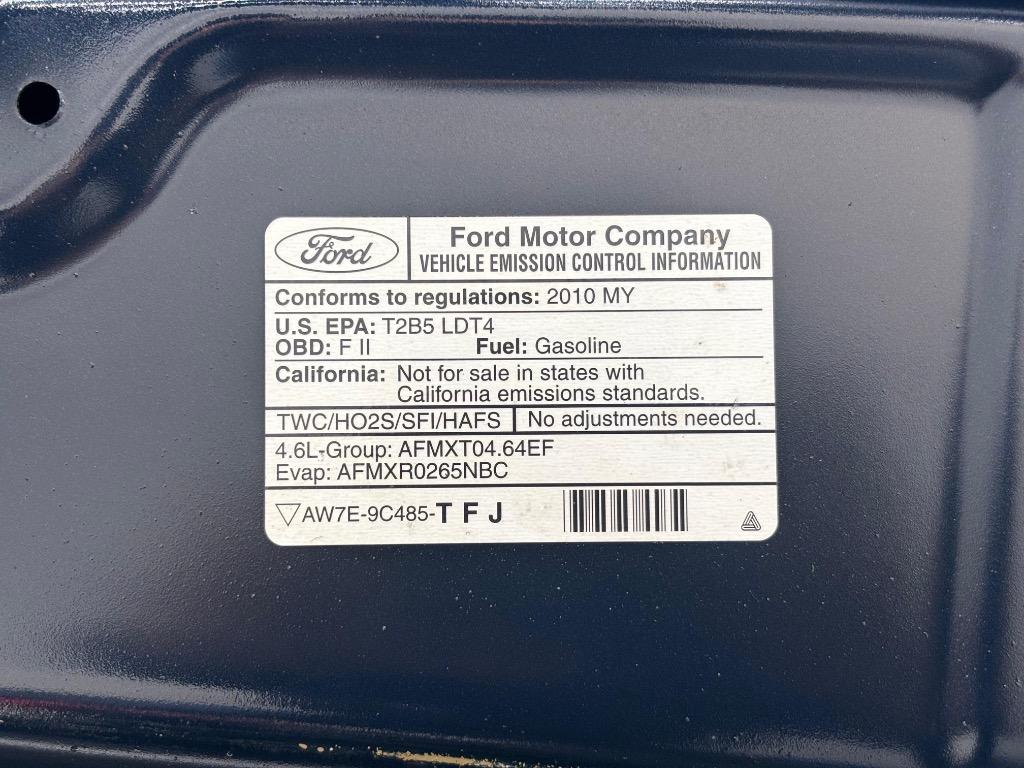 Ford
Ford Motor Company
VEHICLE EMISSION CONTROL INFORMATION
Conforms to regulations: 2010 MY
U.S. EPA: T2B5 LDT4
OBD: F II Fuel: Gasoline
California: Not for sale in states with
California emissions standards.
TWC/HO2S/SFI/HAFS No adjustments needed.
4.6L-Group: AFMXT04.64EF
Evap: AFMXR0265NBC
▽AW7E-9C485-T F J